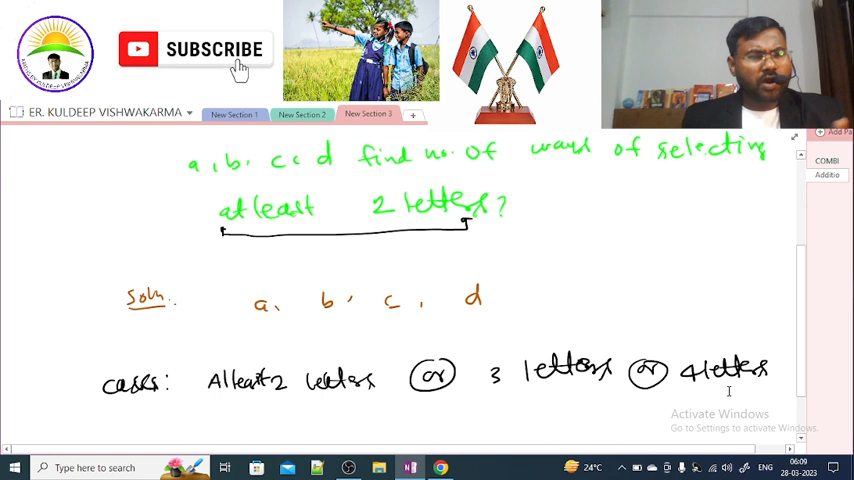 SUBSCRIBE
ER. KULDEEP VISHWAKARMA
New Section 1
New Section 2
New Section 3
+
COMBI
Additio
a, b, c, d find no. of ways of selecting
atleast 2 letters?
Soln.
a, b, c, d
cases: Atleast 2 letters or 3 letters or 4 letters
Activate Windows
Go to Settings to activate Windows.
Type here to search
24°C
ENG
06:09
28-03-2023